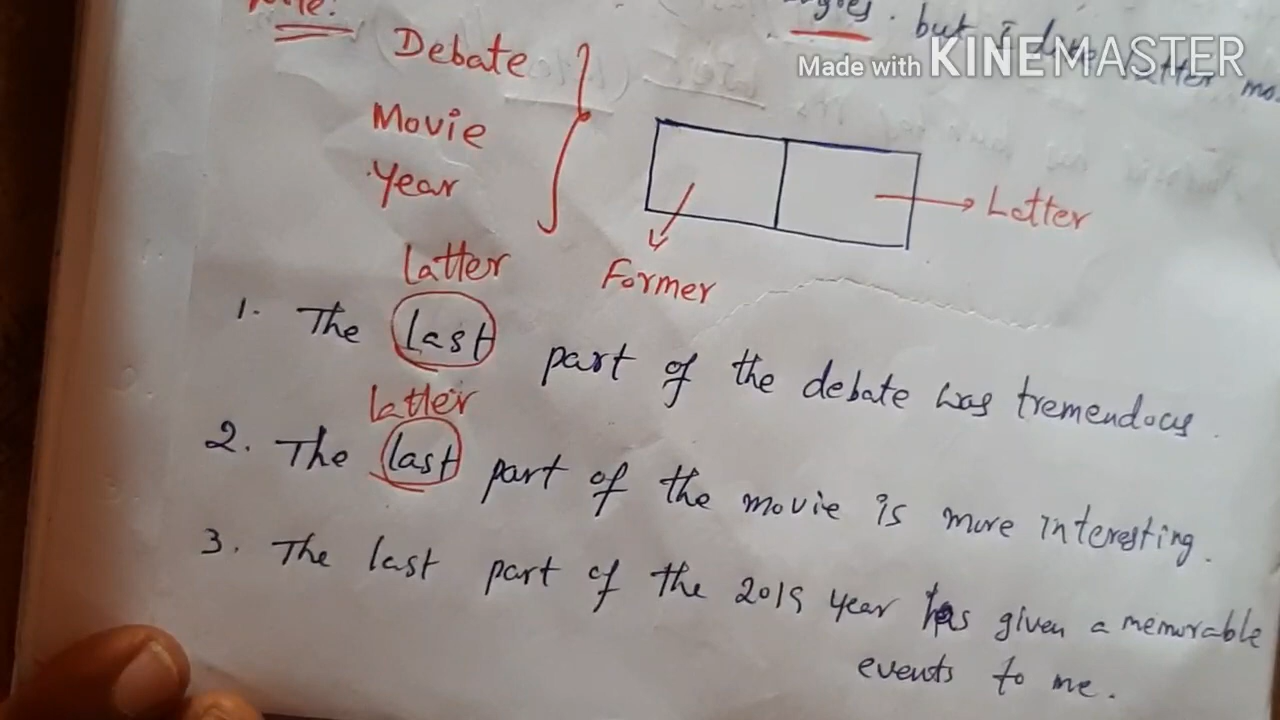 but I
Made with KINEMASTER
Debate
Movie
Year
Latter
Former
latter
1. The last part of the debate was tremendous.
latter
2. The last part of the movie is more interesting.
3. The last part of the 2019 year has given a memorable
events to me.